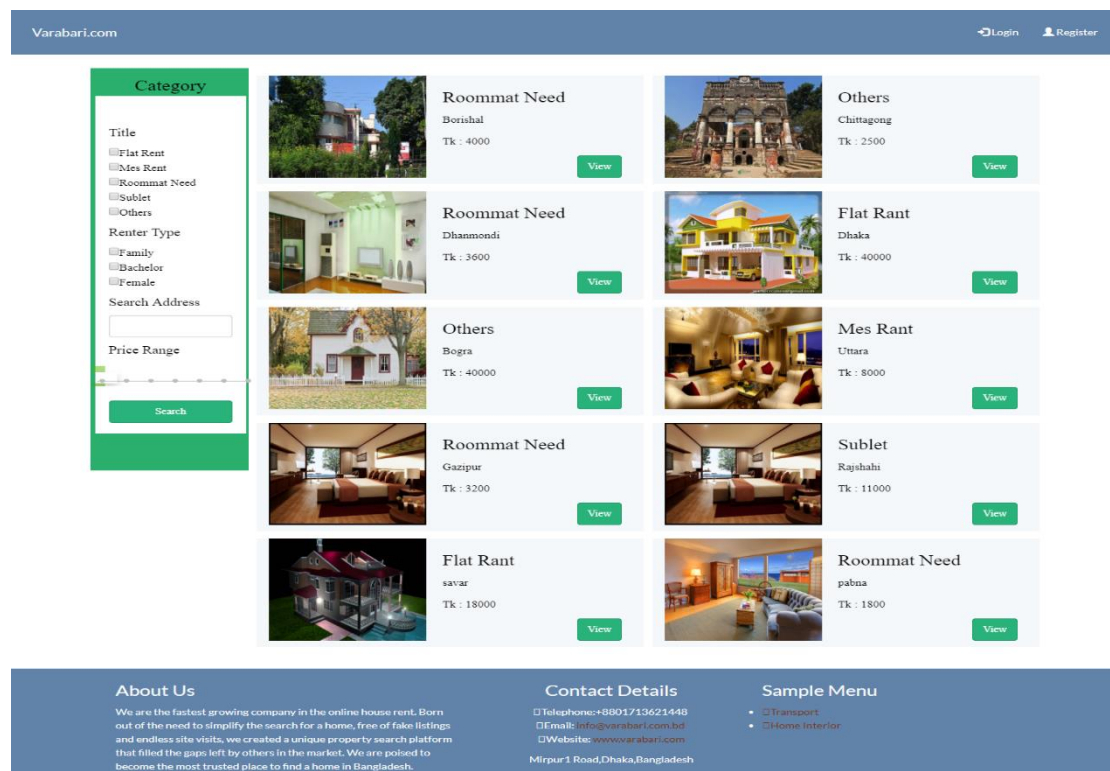 Varabari.com
Login
Register
Category
Title
Flat Rent
Mes Rent
Roommat Need
Sublet
Others
Renter Type
Family
Bachelor
Female
Search Address
Price Range
Search
Roommat Need
Borishal
Tk : 4000
View
Others
Chittagong
Tk : 2500
View
Roommat Need
Dhanmondi
Tk : 3600
View
Flat Rant
Dhaka
Tk : 40000
View
Others
Bogra
Tk : 40000
View
Mes Rant
Uttara
Tk : 8000
View
Roommat Need
Gazipur
Tk : 3200
View
Sublet
Rajshahi
Tk : 11000
View
Flat Rant
savar
Tk : 18000
View
Roommat Need
pabna
Tk : 1800
View
About Us
We are the fastest growing company in the online house rent. Born
out of the need to simplify the search for a home, free of fake listings
and endless site visits, we created a unique property search platform
that filled the gaps left by others in the market. We are poised to
become the most trusted place to find a home in Bangladesh.
Contact Details
Telephone:+8801713621448
Email: Info@varabari.com.bd
Website: www.varabari.com
Mirpur1 Road,Dhaka,Bangladesh
Sample Menu
Transport
Home Interior